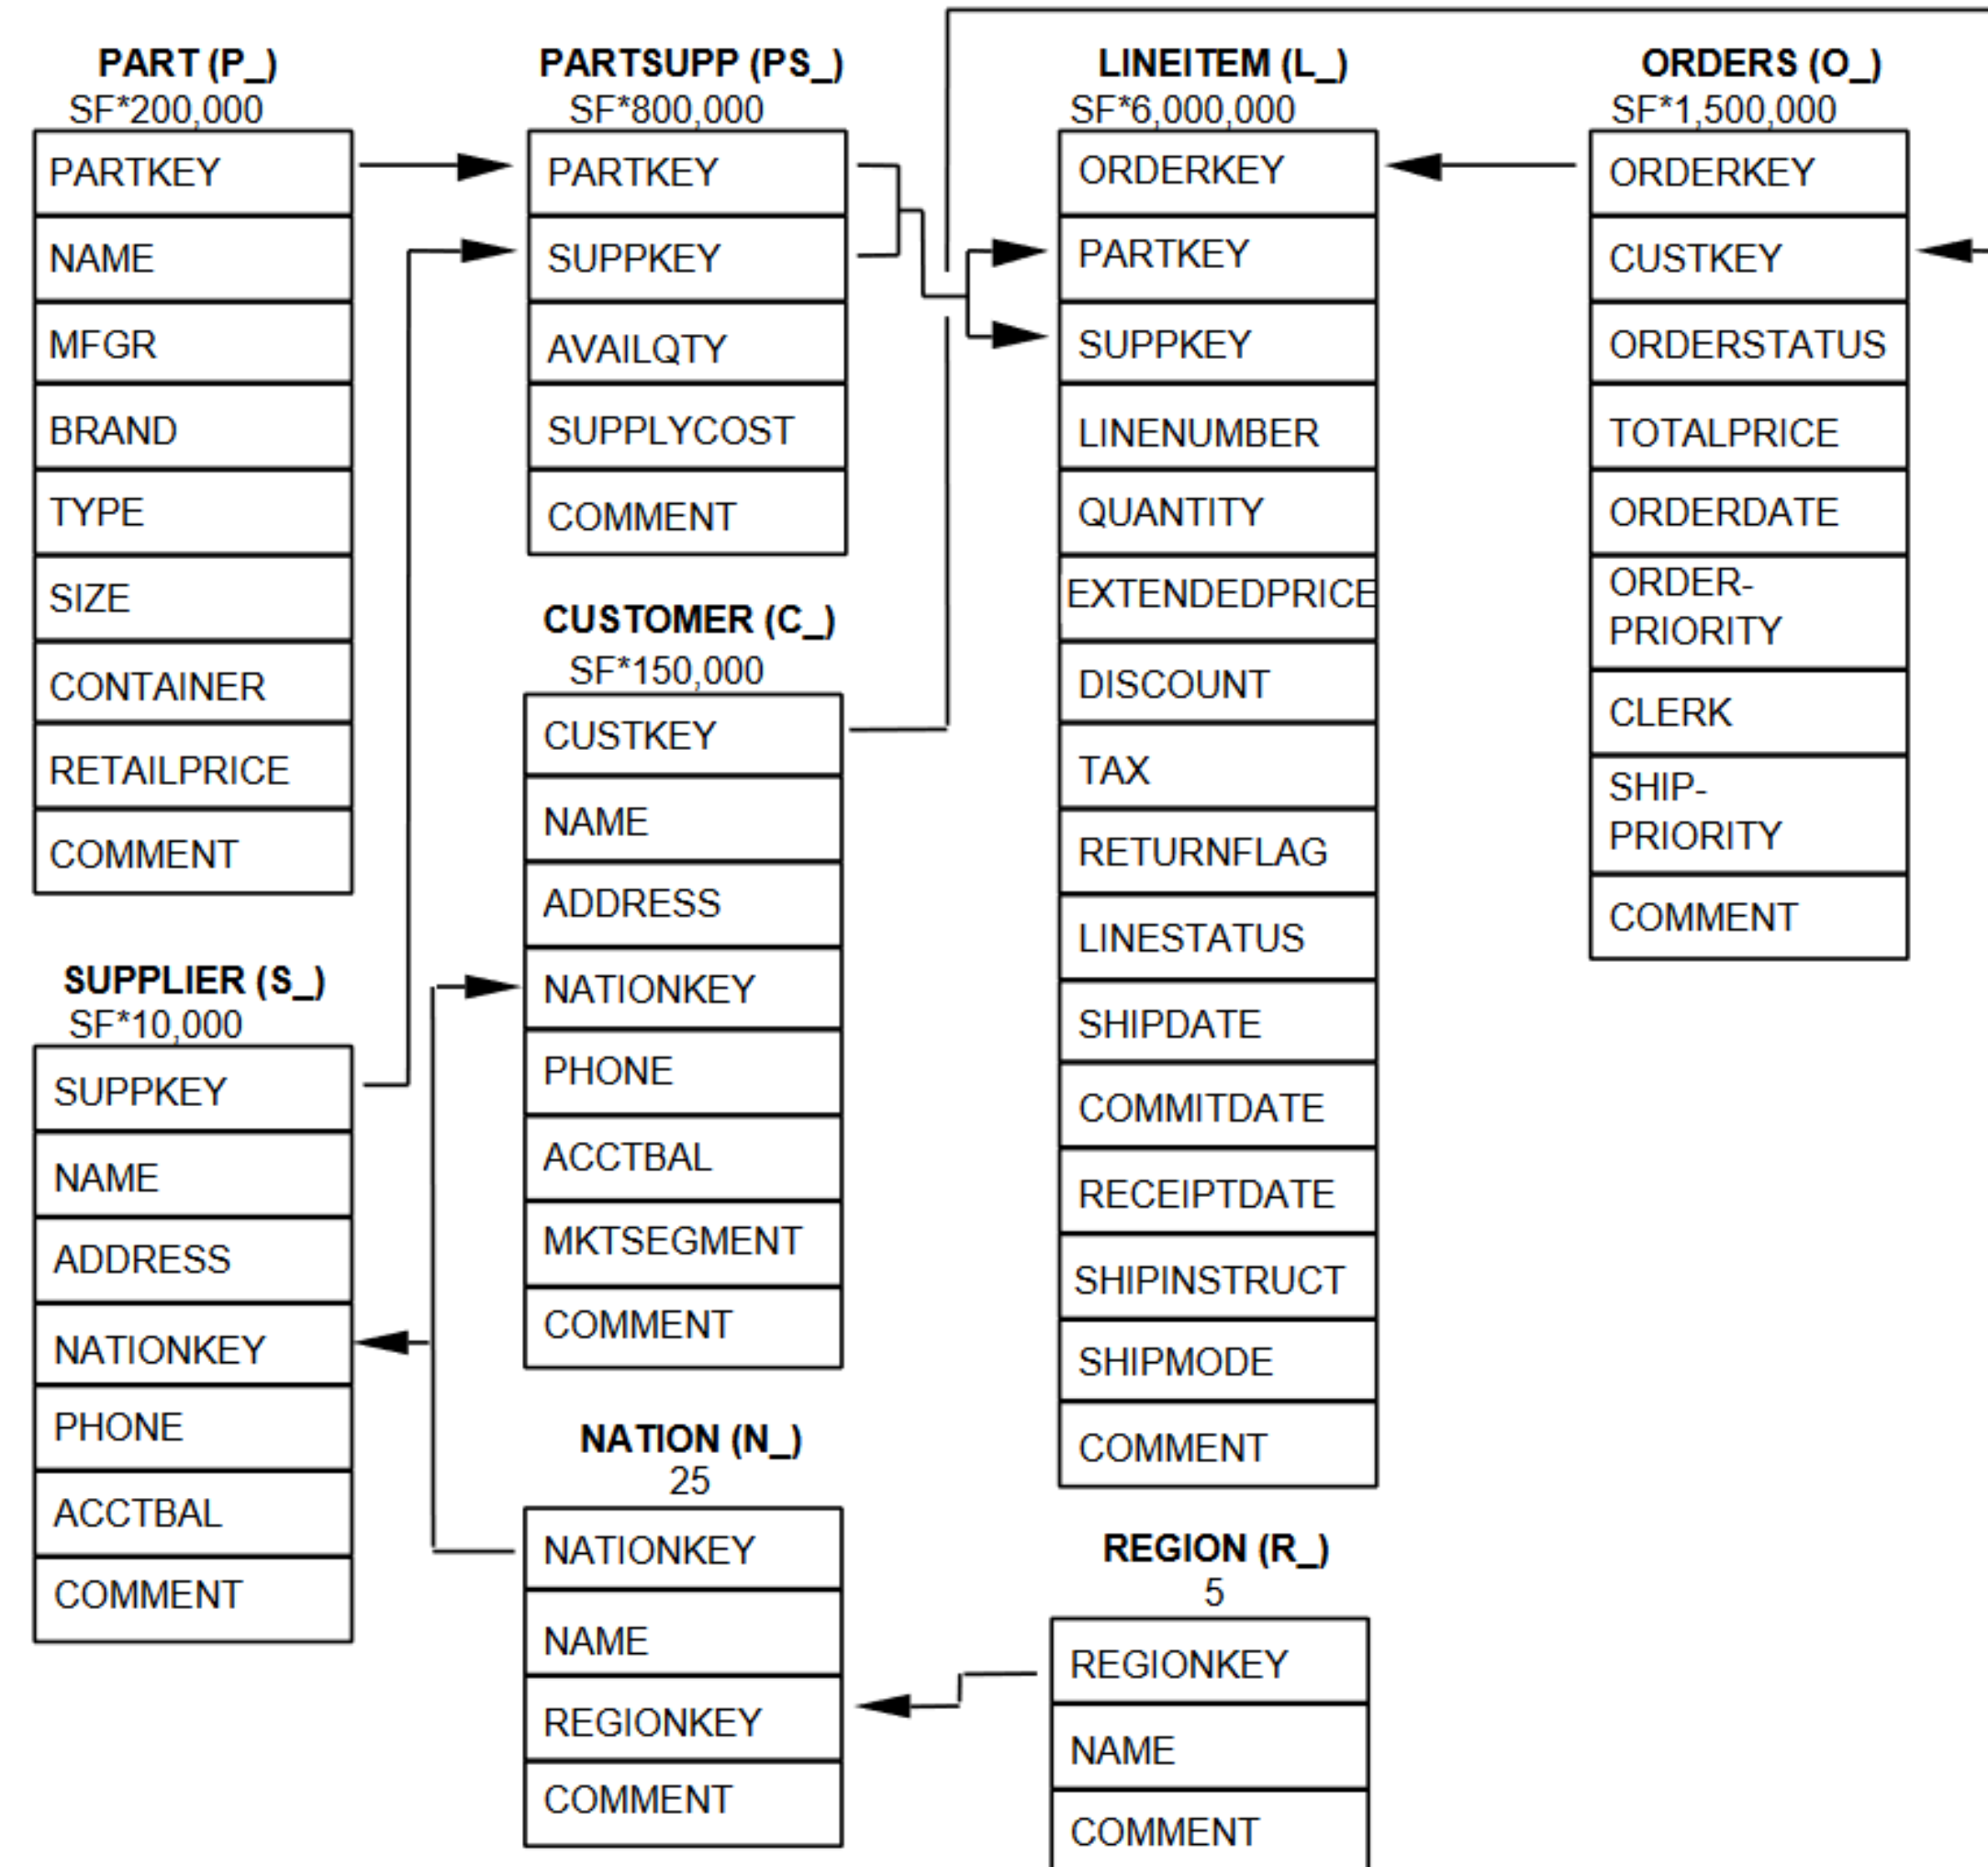 PART (P_)
SF*200,000
PARTKEY
NAME
MFGR
BRAND
TYPE
SIZE
CONTAINER
RETAILPRICE
COMMENT
SUPPLIER (S_)
SF*10,000
SUPPKEY
NAME
ADDRESS
NATIONKEY
PHONE
ACCTBAL
COMMENT
PARTSUPP (PS_)
SF*800,000
PARTKEY
SUPPKEY
AVAILQTY
SUPPLYCOST
COMMENT
CUSTOMER (C_)
SF*150,000
CUSTKEY
NAME
ADDRESS
NATIONKEY
PHONE
ACCTBAL
MKTSEGMENT
COMMENT
NATION (N_)
25
NATIONKEY
NAME
REGIONKEY
COMMENT
LINEITEM (L_)
SF*6,000,000
ORDERKEY
PARTKEY
SUPPKEY
LINENUMBER
QUANTITY
EXTENDEDPRICE
DISCOUNT
TAX
RETURNFLAG
LINESTATUS
SHIPDATE
COMMITDATE
RECEIPTDATE
SHIPINSTRUCT
SHIPMODE
COMMENT
REGION (R_)
5
REGIONKEY
NAME
COMMENT
ORDERS (O_)
SF*1,500,000
ORDERKEY
CUSTKEY
ORDERSTATUS
TOTALPRICE
ORDERDATE
ORDER-
PRIORITY
CLERK
SHIP-
PRIORITY
COMMENT